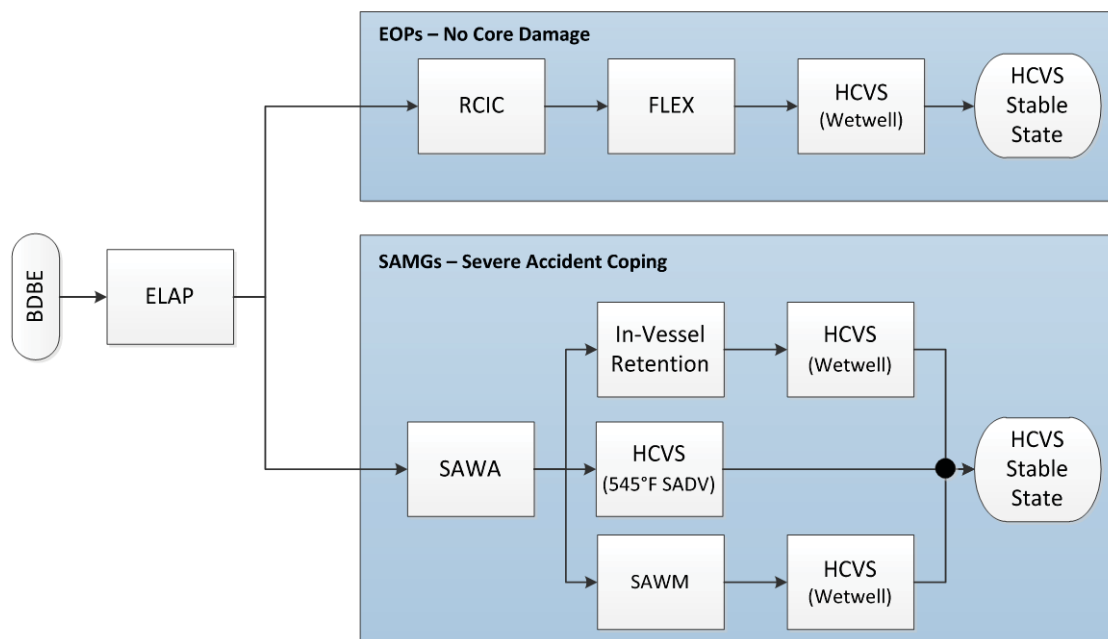 EOPs – No Core Damage
RCIC
FLEX
HCVS
(Wetwell)
HCVS
Stable
State
BDBE
ELAP
SAMGs – Severe Accident Coping
In-Vessel
Retention
HCVS
(Wetwell)
SAWA
HCVS
(545°F SADV)
HCVS
Stable
State
SAWM
HCVS
(Wetwell)